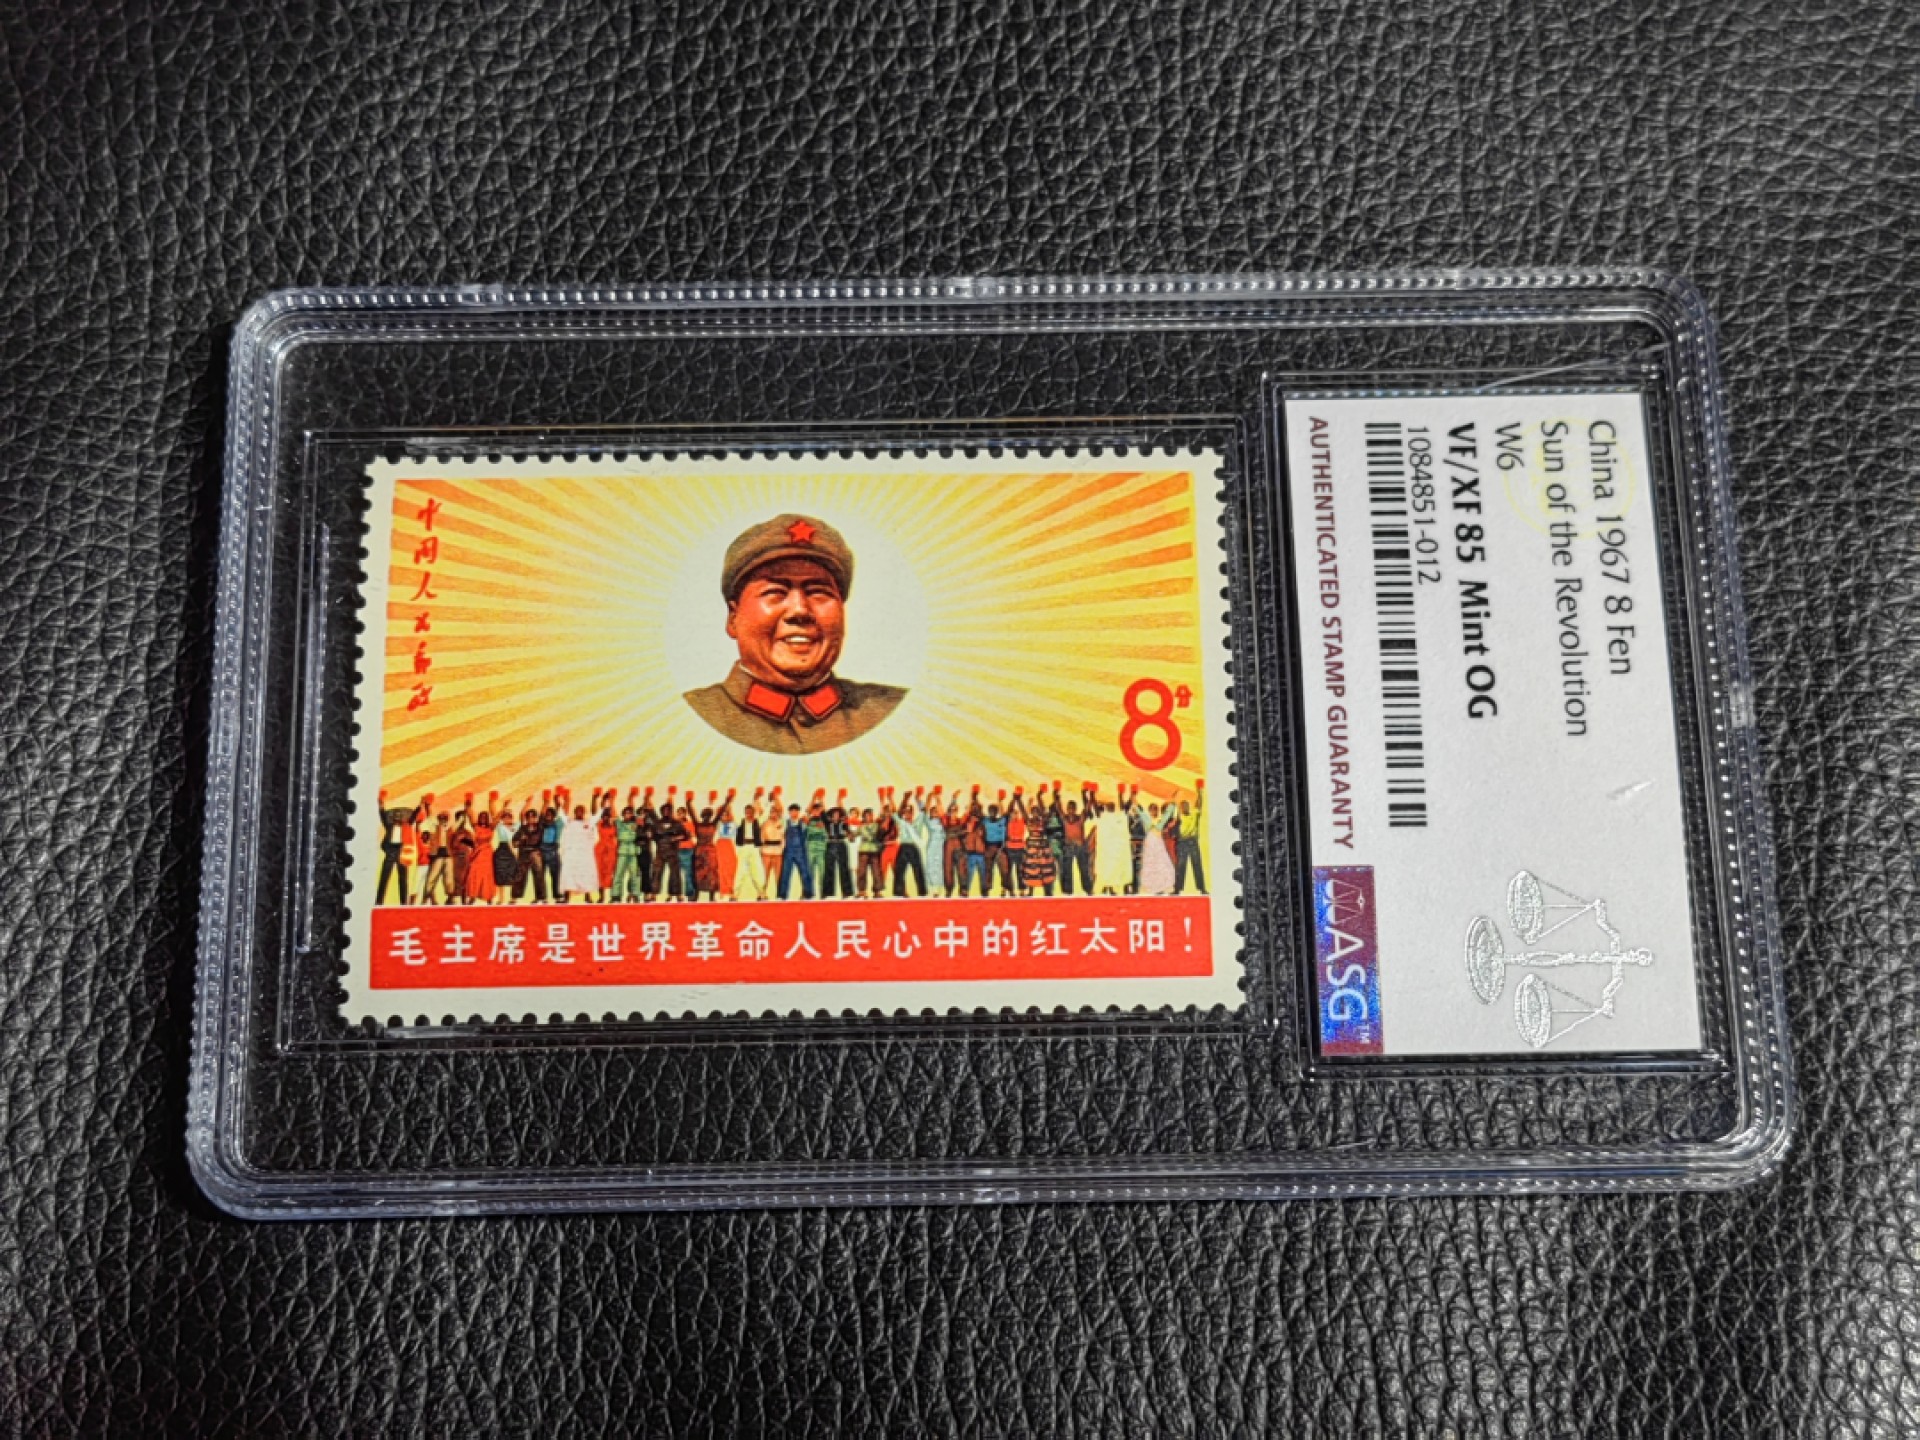 中国人民邮政
8分
毛主席是世界革命人民心中的红太阳！
China 1967 8 Fen
Sun of the Revolution
W6
VF/XF 85 Mint OG
10848851-012
AUTHENTICATED STAMP GUARANTY
ASG™